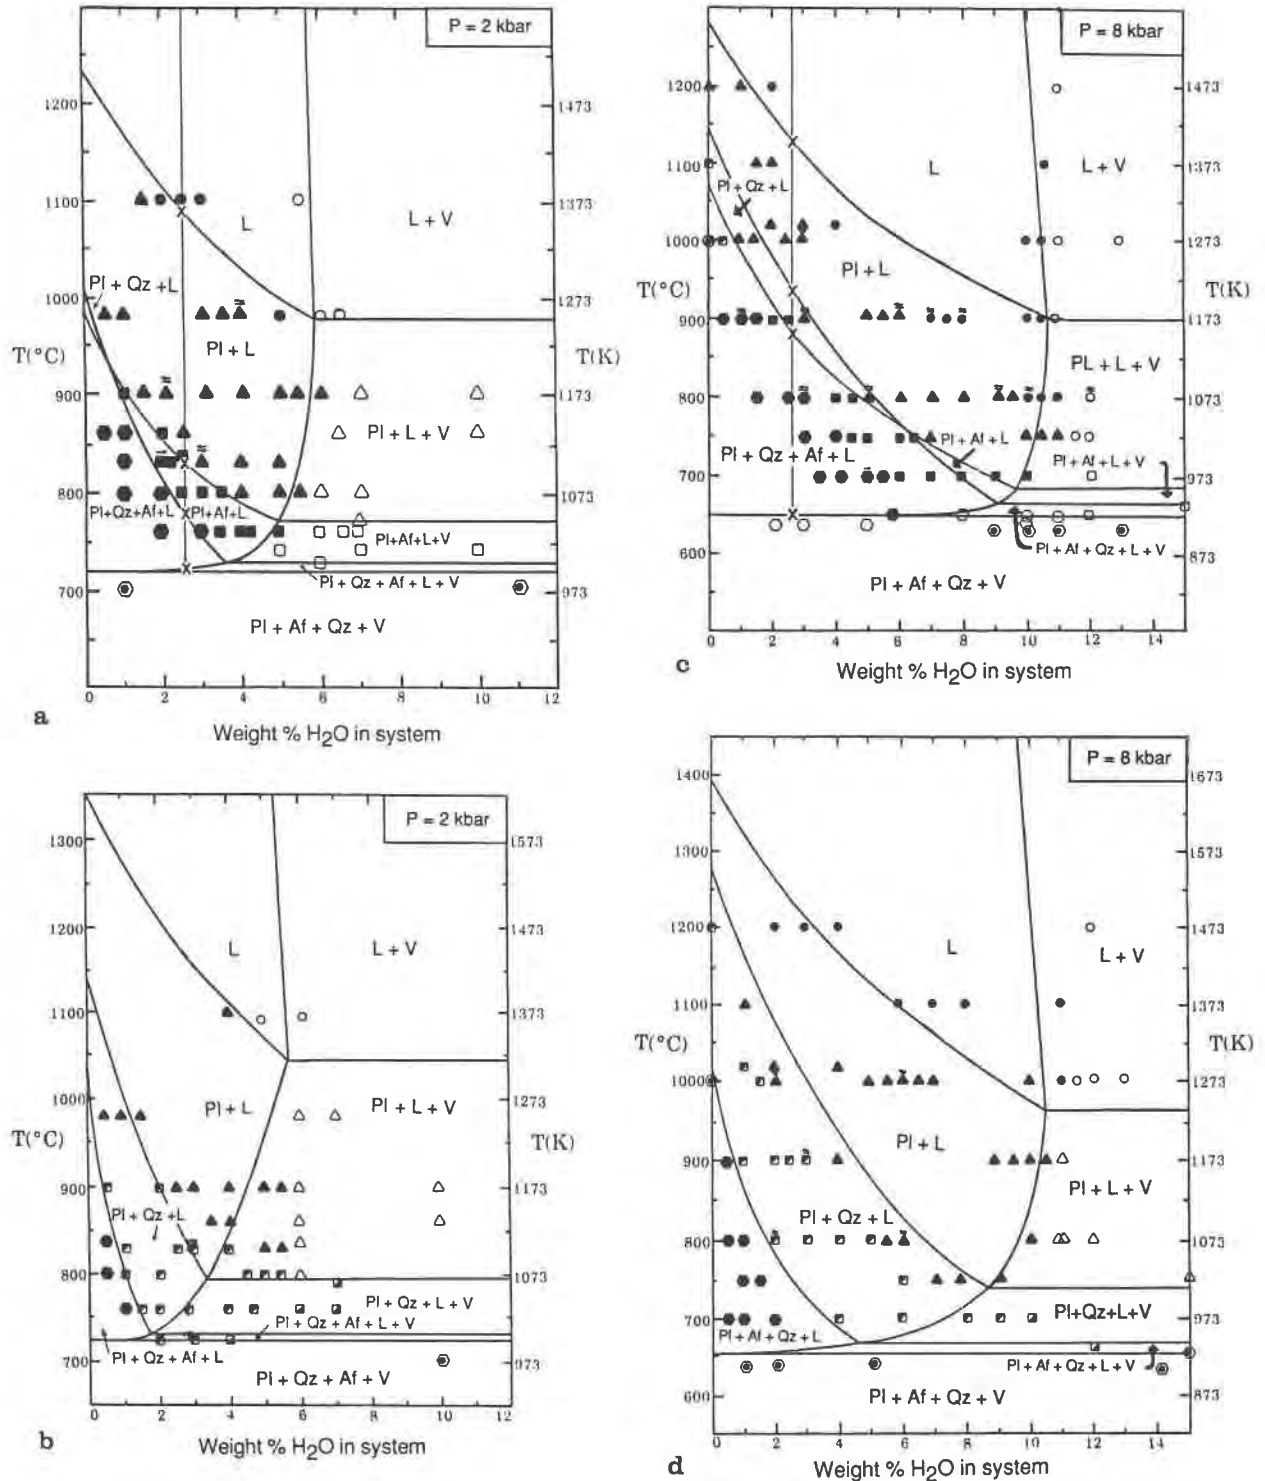 P = 2 kbar
1200
1473
1373
L
L + V
Pl + Qz +L
1000
1273
T(°C)
Pl + L
T(K)
900
1173
Pl + L + V
800
1073
Pl+Qz+Af+L
Pl+Af+L
Pl+Af+L+V
Pl + Qz + Af + L + V
700
973
Pl + Af + Qz + V
0 2 4 6 8 10 12
a
Weight % H2O in system
P = 8 kbar
1200
1473
1100
1373
L
L + V
Pl + Qz + L
1000
1273
Pl + L
T(°C)
T(K)
900
1173
PL + L + V
800
1073
Pl + Af + L
Pl + Qz + Af + L
Pl + Af + L + V
700
973
600
873
Pl + Af + Qz + L + V
Pl + Af + Qz + V
0 2 4 6 8 10 12 14
c
Weight % H2O in system
P = 2 kbar
1300
1573
1200
1473
L
L + V
1100
1373
Pl + L
Pl + L + V
1000
1273
T(°C)
T(K)
900
1173
Pl + Qz +L
800
1073
Pl + Qz + L + V
Pl + Qz + Af + L + V
Pl + Qz + Af + L
700
973
Pl + Qz + Af + V
0 2 4 6 8 10 12
b
Weight % H2O in system
P = 8 kbar
1400
1673
1300
1573
1200
1473
L
L + V
1100
1373
T(°C)
T(K)
1000
1273
Pl + L
900
1173
Pl + L + V
Pl + Qz + L
800
1073
Pl+Qz+L+V
700
973
Pl + Af + Qz + L
Pl + Af + Qz + L + V
600
873
Pl + Af + Qz + V
0 2 4 6 8 10 12 14
d
Weight % H2O in system